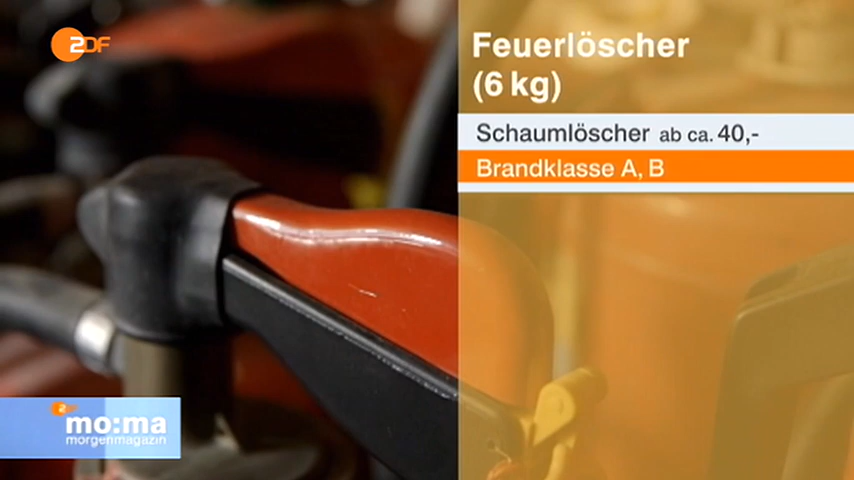 ZDF
Feuerlöscher
(6 kg)
Schaumlöscher ab ca. 40,-
Brandklasse A, B
mo:ma
morgenmagazin